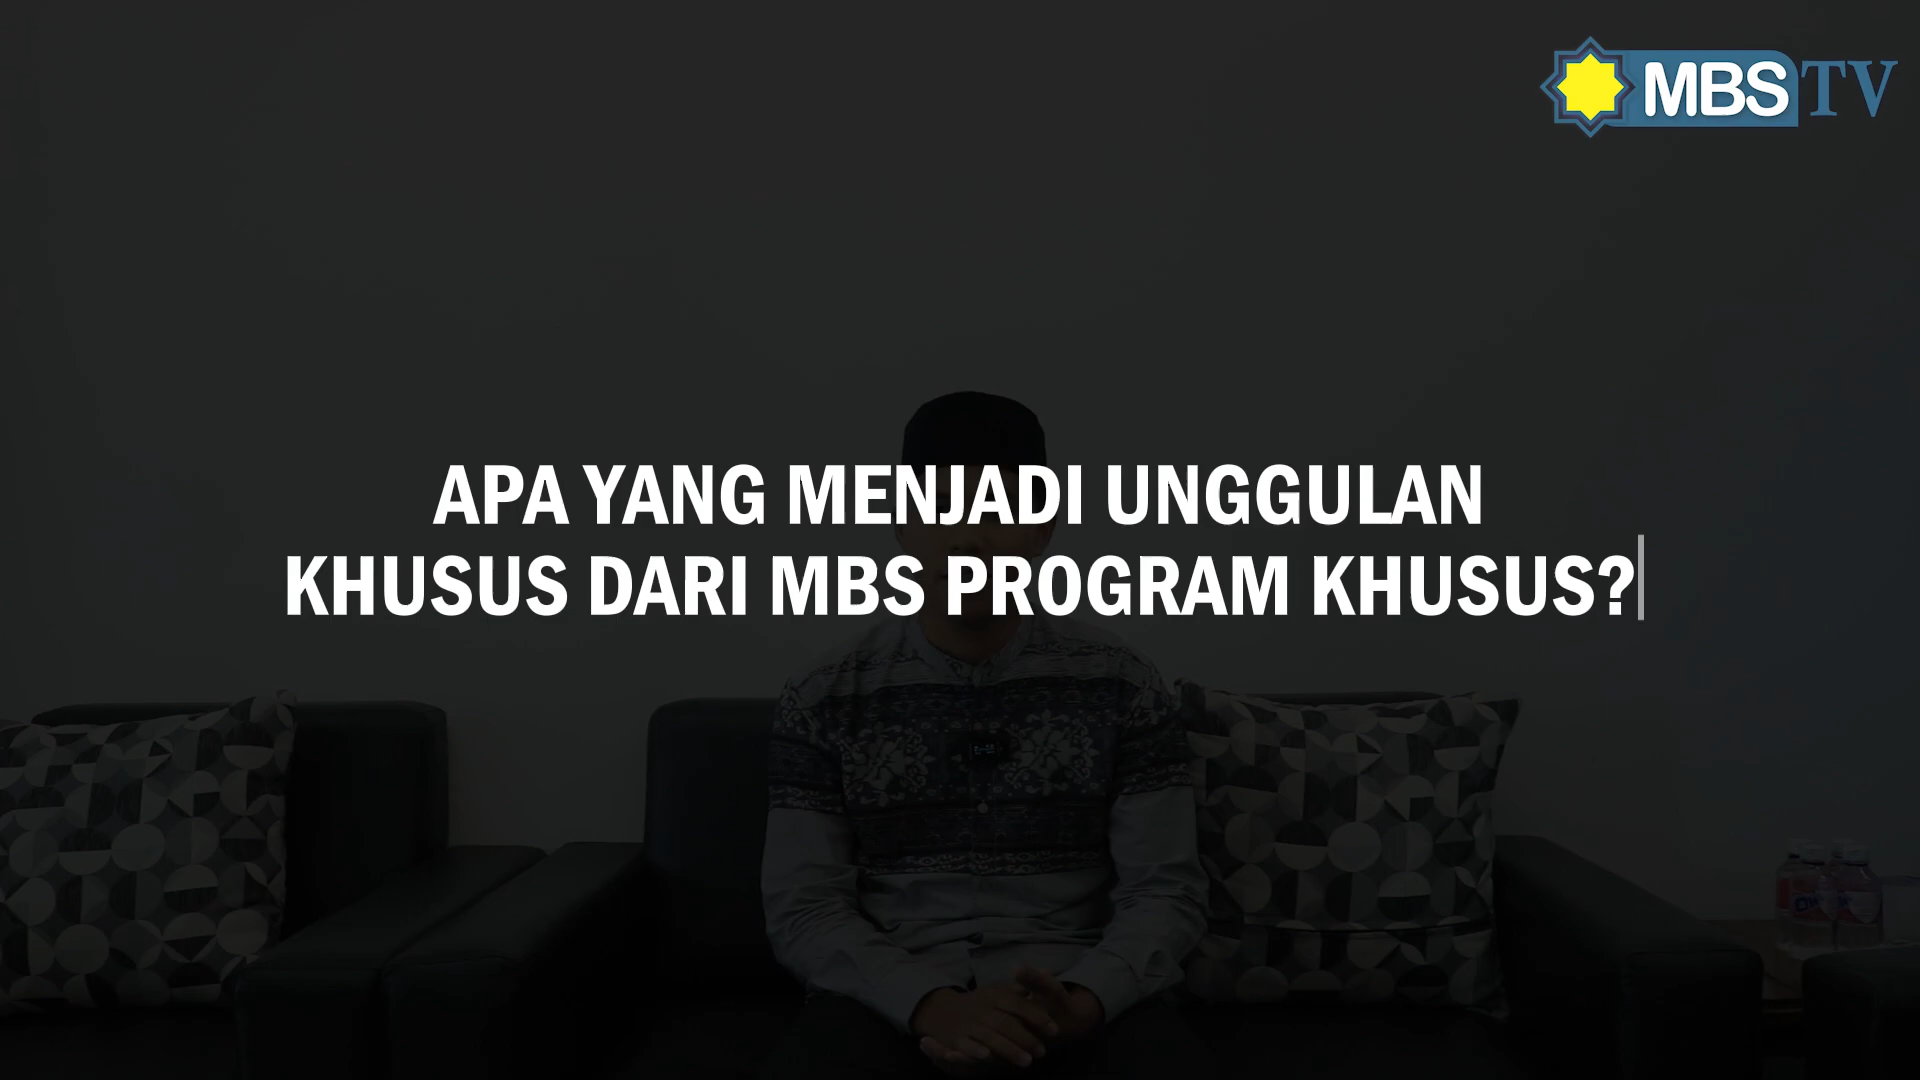 MBS TV
APA YANG MENJADI UNGGULAN
KHUSUS DARI MBS PROGRAM KHUSUS?